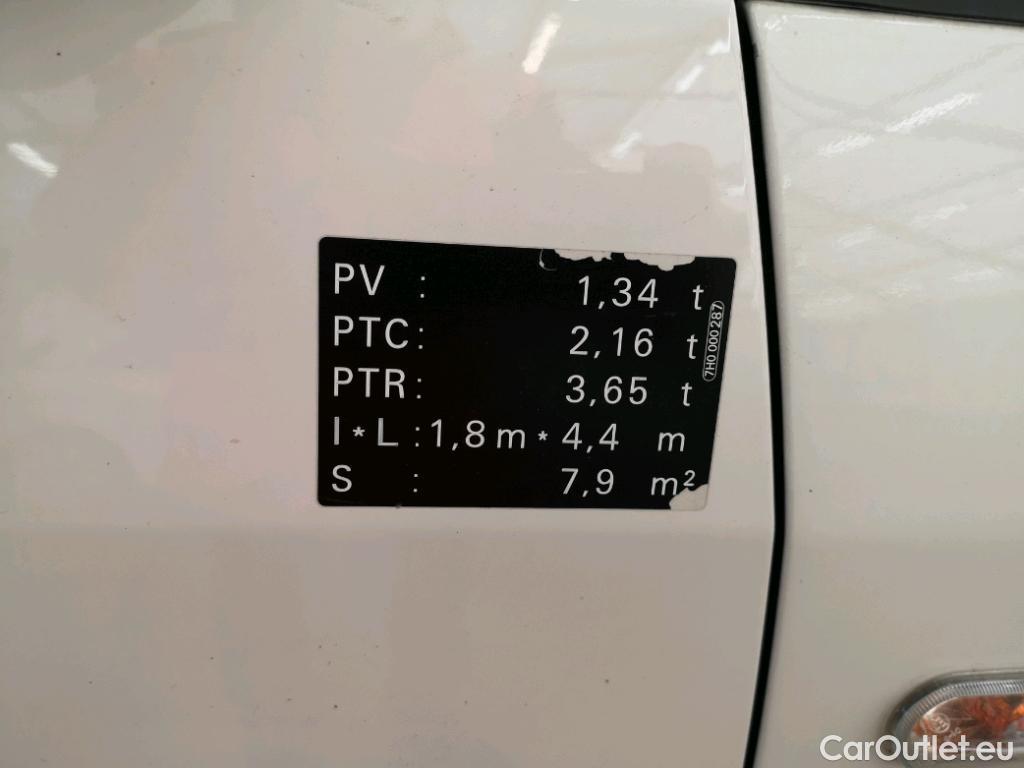 PV : 1,34 t
PTC : 2,16 t
PTR : 3,65 t
l * L : 1,8 m * 4,4 m
S : 7,9 m²
7H0 000 287
CarOutlet.eu